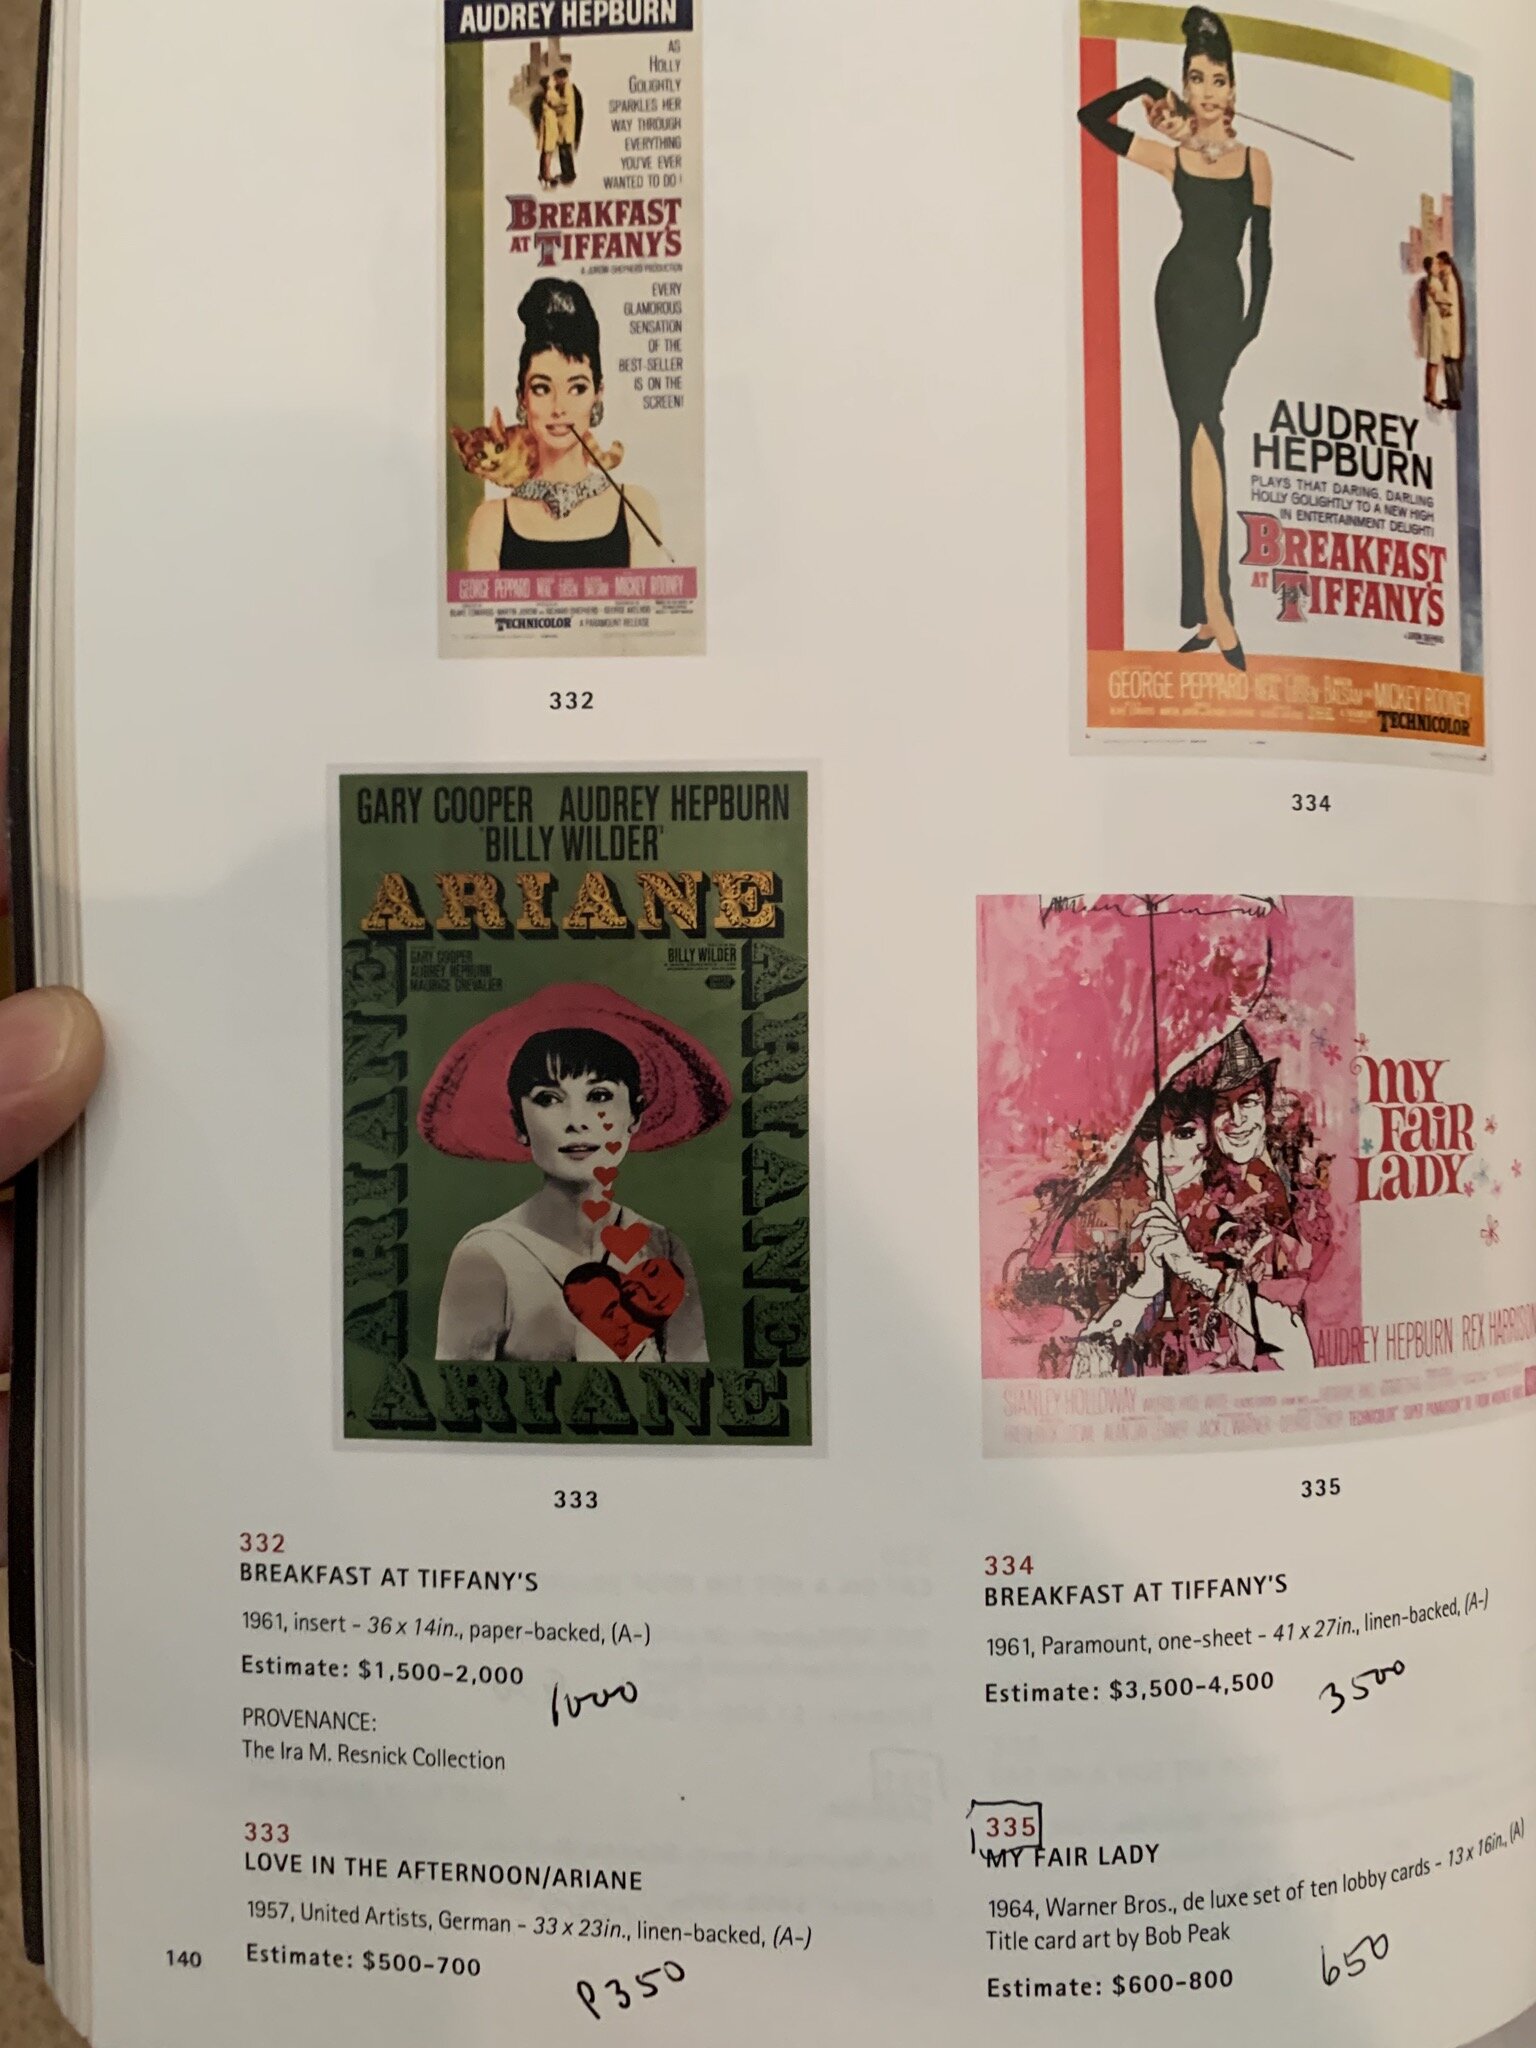 AUDREY HEPBURN
AS
HOLLY
GOLIGHTLY
SPARKLES HER
WAY THROUGH
EVERYTHING
YOU'VE EVER
WANTED TO DO!
BREAKFAST
AT TIFFANY'S
A JUROW-SHEPHERD PRODUCTION
EVERY
GLAMOROUS
SENSATION
OF THE
BEST-SELLER
IS ON THE
SCREEN!
GEORGE PEPPARD MICKEY ROONEY
TECHNICOLOR A PARAMOUNT RELEASE
332
AUDREY
HEPBURN
PLAYS THAT DARING, DARLING
HOLLY GOLIGHTLY TO A NEW HIGH
IN ENTERTAINMENT DELIGHT!
BREAKFAST
AT TIFFANY'S
GEORGE PEPPARD BALSAM MICKEY ROONEY
TECHNICOLOR
334
GARY COOPER AUDREY HEPBURN
"BILLY WILDER"
ARIANE
GARY COOPER
AUDREY HEPBURN
MAURICE CHEVALIER
BILLY WILDER
ARIANE
ARIANE
ARIANE
333
MY
FAIR
LADY
AUDREY HEPBURN REX HARRISON
STANLEY HOLLOWAY
335
332
BREAKFAST AT TIFFANY'S
1961, insert - 36 x 14in., paper-backed, (A-)
Estimate: $1,500-2,000
1000
PROVENANCE:
The Ira M. Resnick Collection
333
LOVE IN THE AFTERNOON/ARIANE
1957, United Artists, German - 33 x 23in., linen-backed, (A-)
Estimate: $500-700
P350
334
BREAKFAST AT TIFFANY'S
1961, Paramount, one-sheet - 41 x 27in., linen-backed, (A-)
Estimate: $3,500-4,500
3500
335
MY FAIR LADY
1964, Warner Bros., de luxe set of ten lobby cards - 13 x 16in., (A)
Title card art by Bob Peak
Estimate: $600-800
650
140